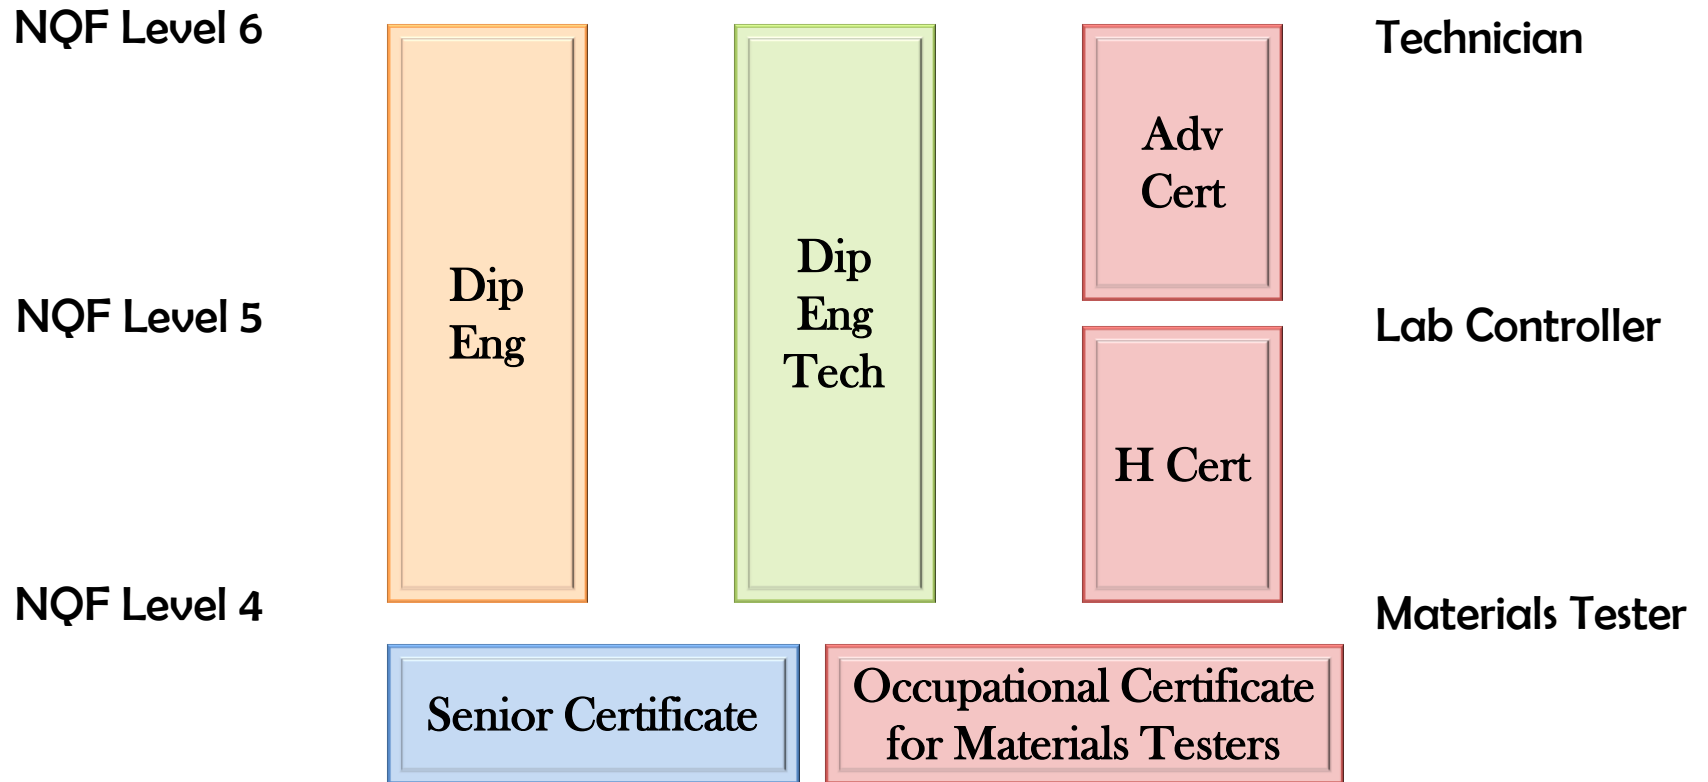 NQF Level 6
Technician
Adv
Cert
Dip
Eng
Dip
Eng
Tech
NQF Level 5
Lab Controller
H Cert
NQF Level 4
Materials Tester
Senior Certificate
Occupational Certificate
for Materials Testers